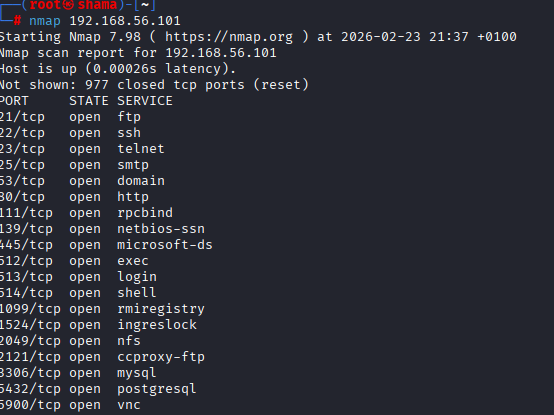 (root㉿shama)-[~]
# nmap 192.168.56.101
Starting Nmap 7.98 ( https://nmap.org ) at 2026-02-23 21:37 +0100
Nmap scan report for 192.168.56.101
Host is up (0.00026s latency).
Not shown: 977 closed tcp ports (reset)
PORT STATE SERVICE
21/tcp open ftp
22/tcp open ssh
23/tcp open telnet
25/tcp open smtp
53/tcp open domain
80/tcp open http
111/tcp open rpcbind
139/tcp open netbios-ssn
445/tcp open microsoft-ds
512/tcp open exec
513/tcp open login
514/tcp open shell
1099/tcp open rmiregistry
1524/tcp open ingreslock
2049/tcp open nfs
2121/tcp open ccproxy-ftp
3306/tcp open mysql
5432/tcp open postgresql
5900/tcp open vnc